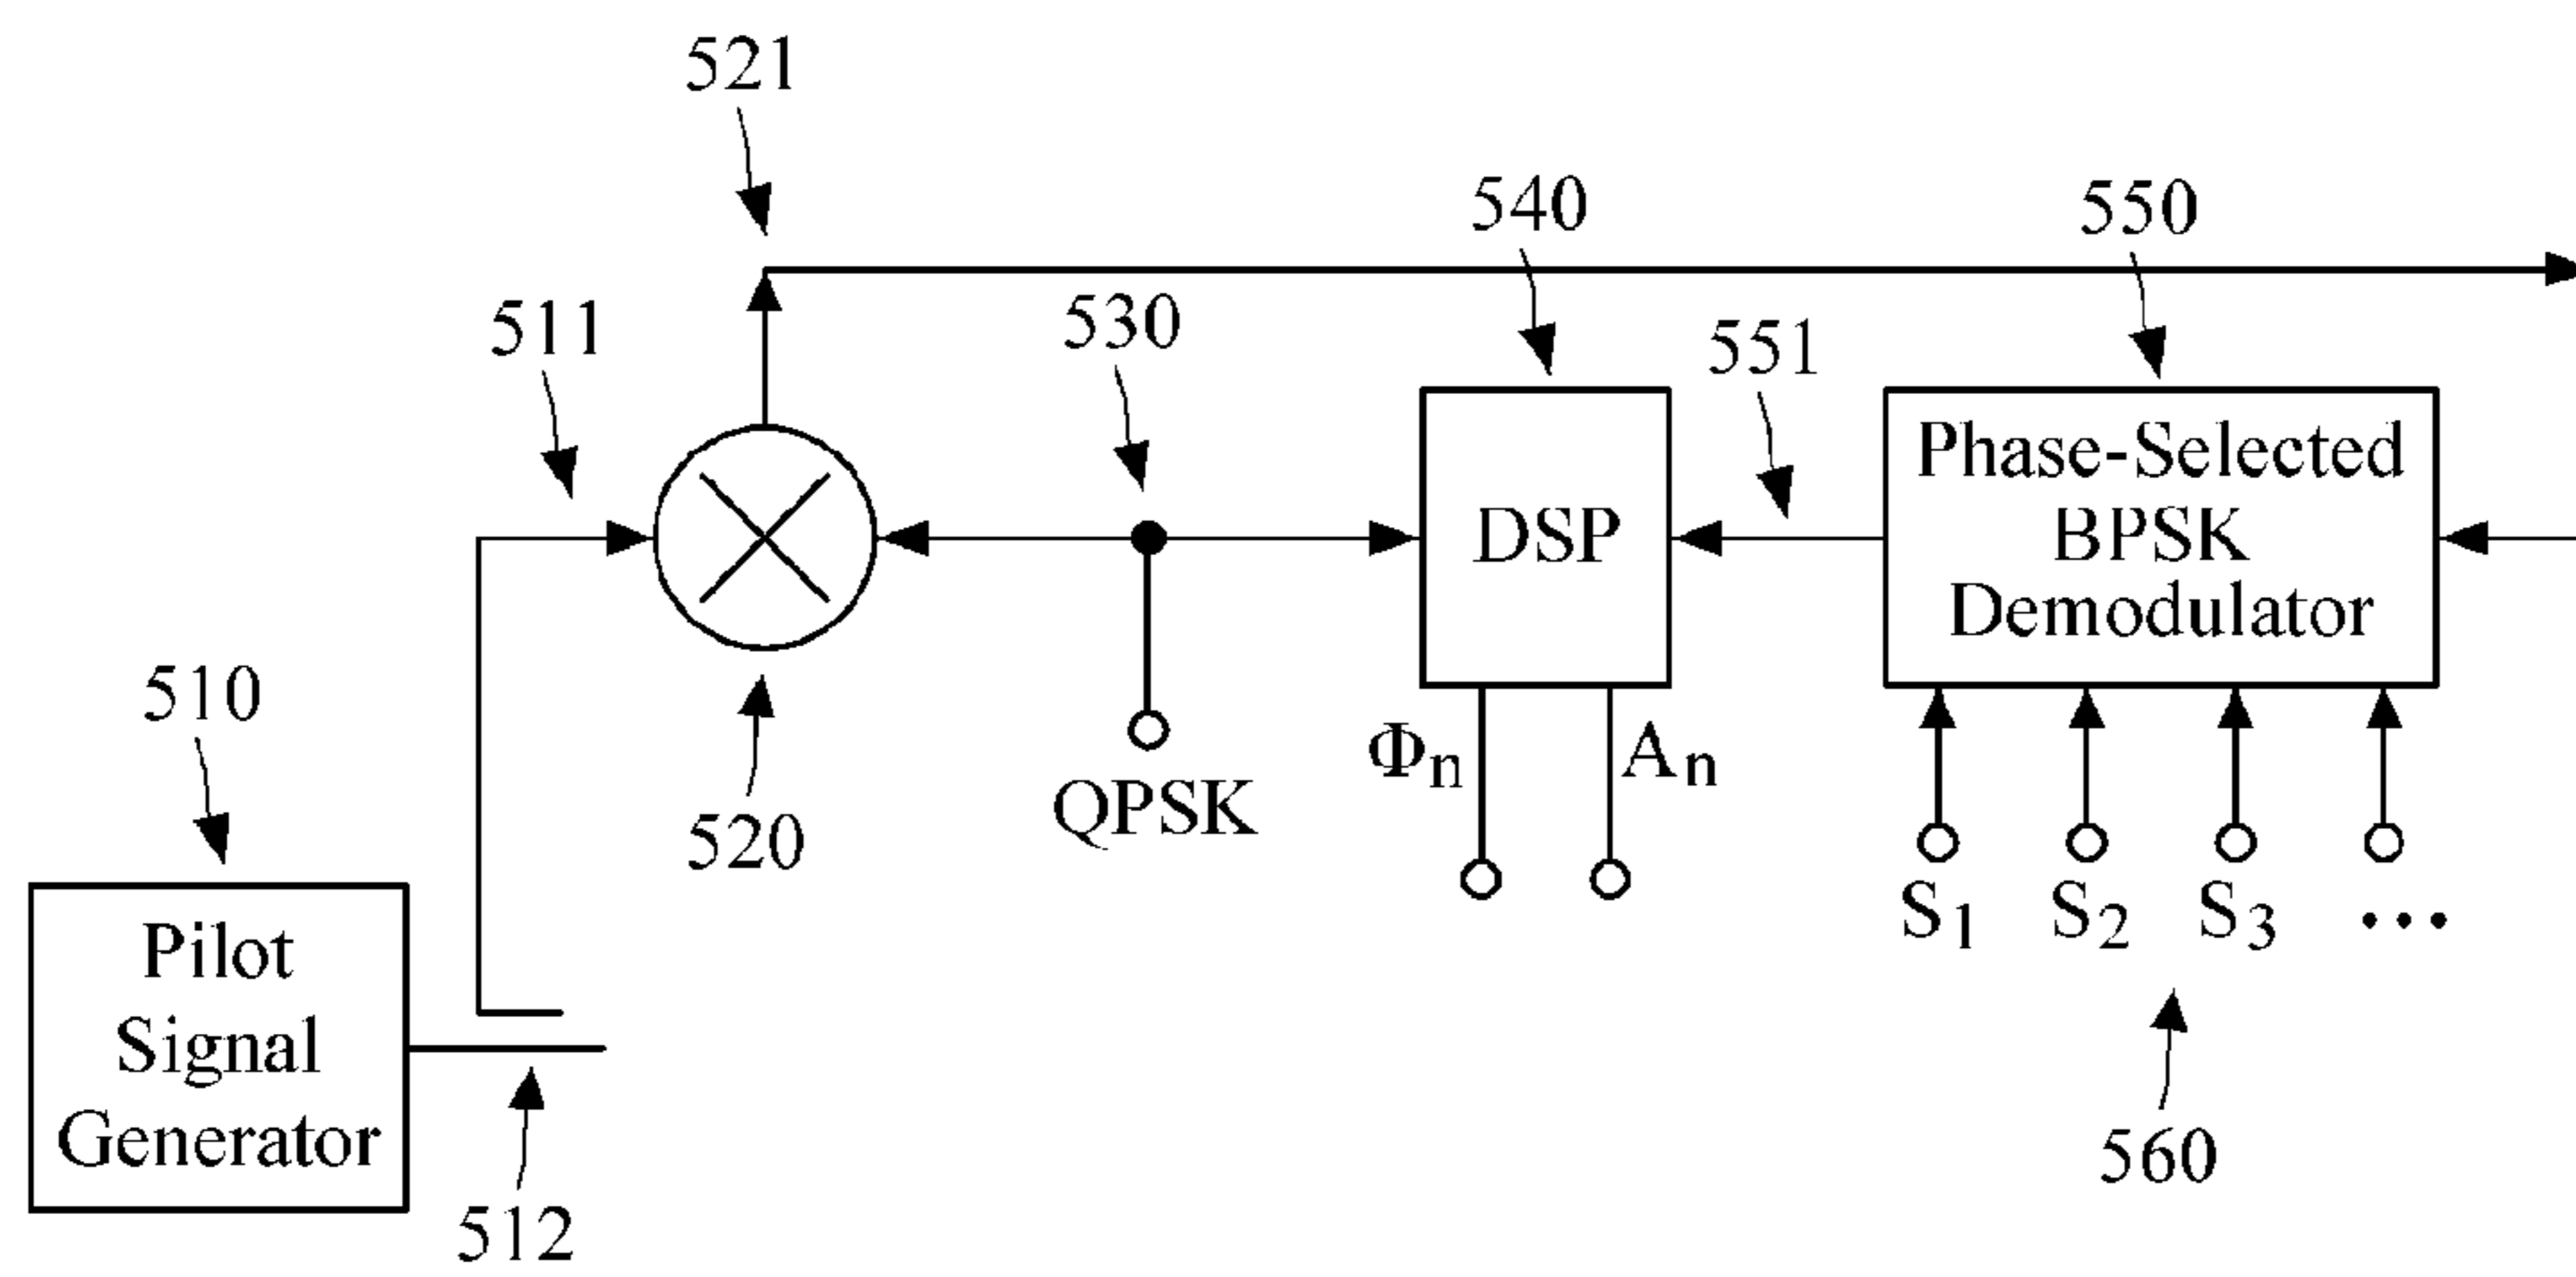 521
540
550
511
530
551
Phase-Selected
BPSK
Demodulator
DSP
510
520
QPSK
Φn
An
S1
S2
S3
...
Pilot
Signal
Generator
512
560